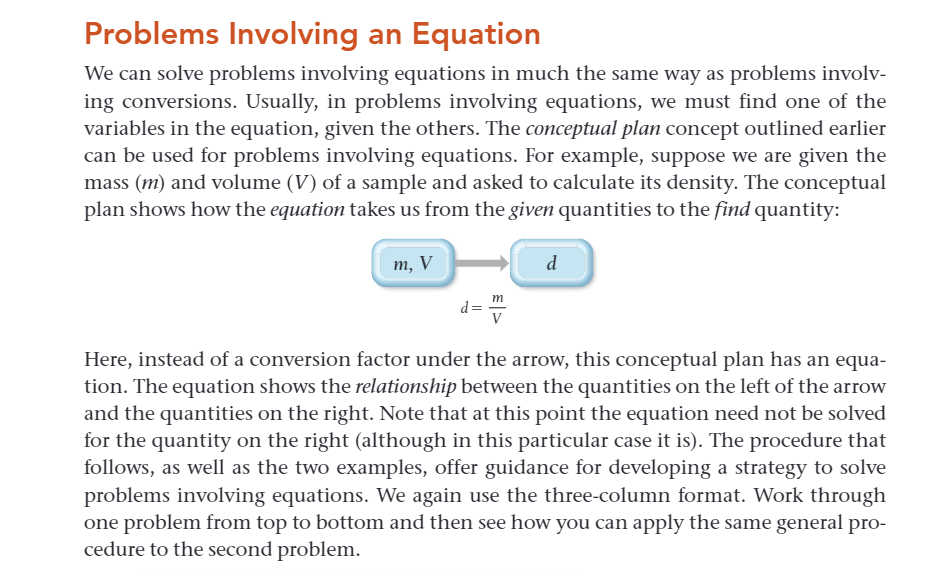 Problems Involving an Equation
We can solve problems involving equations in much the same way as problems involv-
ing conversions. Usually, in problems involving equations, we must find one of the
variables in the equation, given the others. The conceptual plan concept outlined earlier
can be used for problems involving equations. For example, suppose we are given the
mass (m) and volume (V) of a sample and asked to calculate its density. The conceptual
plan shows how the equation takes us from the given quantities to the find quantity:
m, V
d
d = m/V
Here, instead of a conversion factor under the arrow, this conceptual plan has an equa-
tion. The equation shows the relationship between the quantities on the left of the arrow
and the quantities on the right. Note that at this point the equation need not be solved
for the quantity on the right (although in this particular case it is). The procedure that
follows, as well as the two examples, offer guidance for developing a strategy to solve
problems involving equations. We again use the three-column format. Work through
one problem from top to bottom and then see how you can apply the same general pro-
cedure to the second problem.